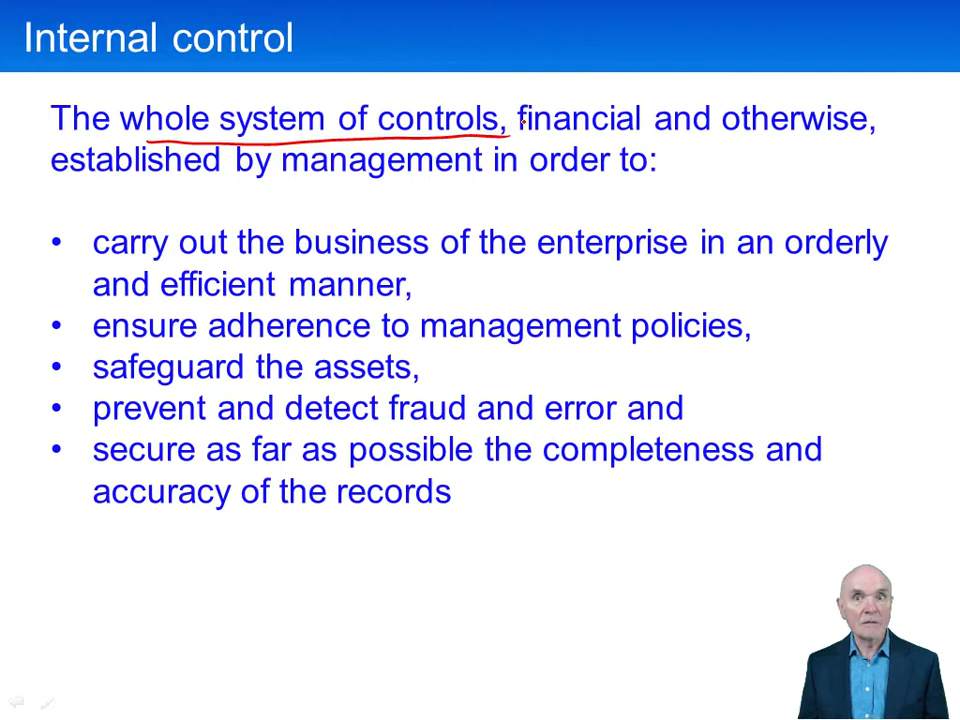 Internal control
The whole system of controls, financial and otherwise,
established by management in order to:
• carry out the business of the enterprise in an orderly
and efficient manner,
• ensure adherence to management policies,
• safeguard the assets,
• prevent and detect fraud and error and
• secure as far as possible the completeness and
accuracy of the records